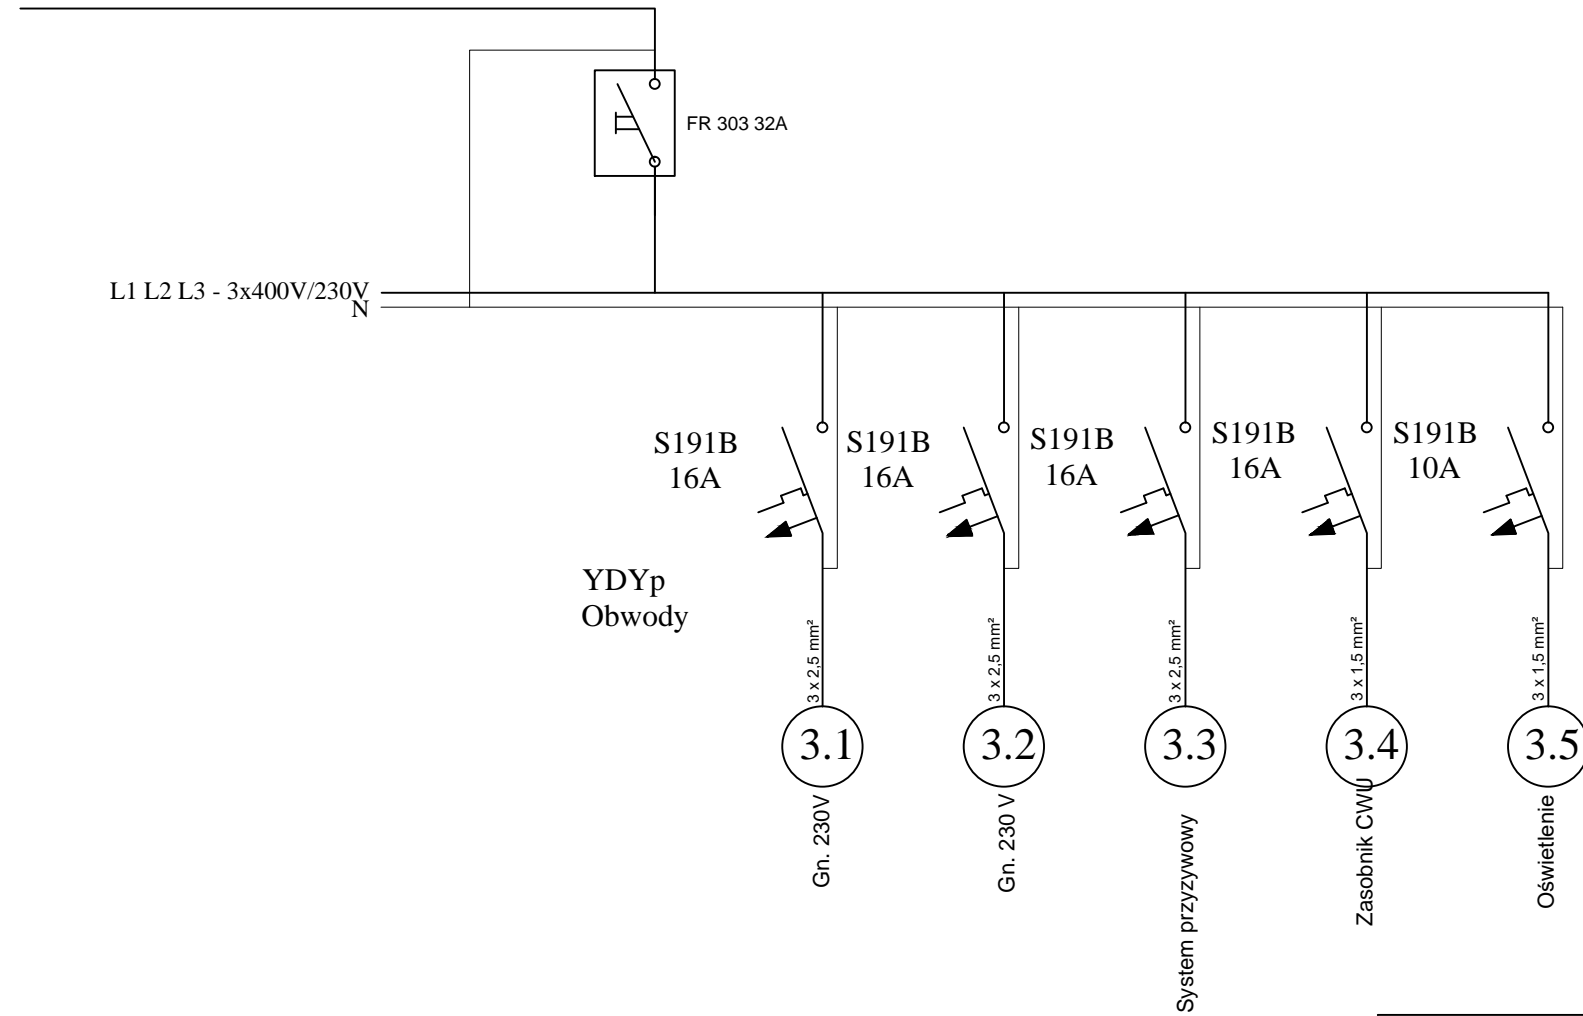 FR 303 32A
L1 L2 L3 - 3x400V/230V
N
S191B
16A
S191B
16A
S191B
16A
S191B
16A
S191B
10A
YDYp
Obwody
3 x 2,5 mm²
3 x 2,5 mm²
3 x 2,5 mm²
3 x 1,5 mm²
3 x 1,5 mm²
3.1
3.2
3.3
3.4
3.5
Gn. 230V
Gn. 230 V
System przyzywowy
Zasobnik CWU
Oświetlenie